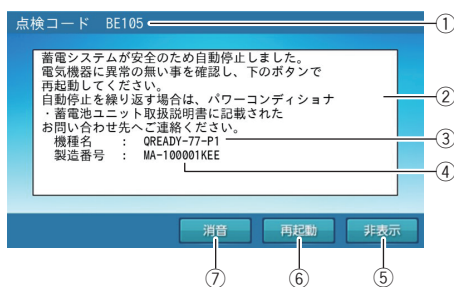 点検コード BE105
①
蓄電システムが安全のため自動停止しました。
電気機器に異常の無い事を確認し、下のボタンで
再起動してください。
自動停止を繰り返す場合は、パワーコンディショナ
・蓄電池ユニット取扱説明書に記載された
お問い合わせ先へご連絡ください。
機種名 : QREADY-77-P1
製造番号 : MA-100001KEE
②
③
④
消音 再起動 非表示
⑦ ⑥ ⑤